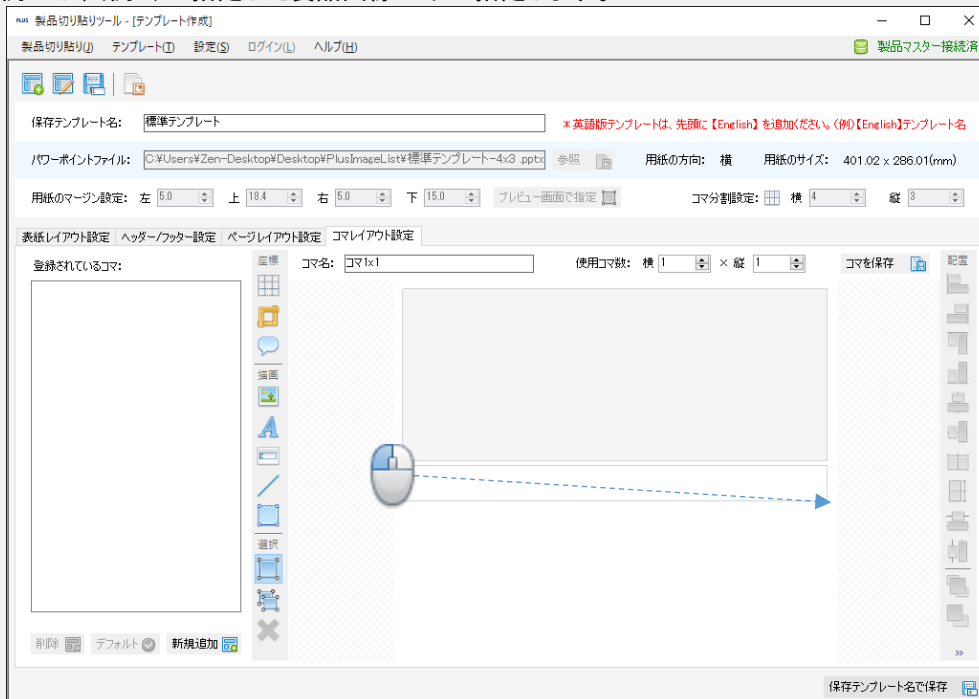 PLUS 製品切り貼りツール - [テンプレート作成]
製品切り貼り(J) テンプレート(T) 設定(S) ログイン(L) ヘルプ(H) 製品マスター接続済
保存テンプレート名: 標準テンプレート ※英語版テンプレートは、先頭に【English】を追加ください。(例)【English】テンプレート名
パワーポイントファイル: C:¥Users¥Zen-Desktop¥Desktop¥PlusImageList¥標準テンプレート-4x3 .pptx 参照 用紙の方向: 横 用紙のサイズ: 401.02 x 286.01(mm)
用紙のマージン設定: 左 5.0 上 18.4 右 5.0 下 15.0 プレビュー画面で指定 コマ分割設定: 横 4 縦 3
表紙レイアウト設定 ヘッダー/フッター設定 ページレイアウト設定 コマレイアウト設定
登録されているコマ: 座標 コマ名: コマ1x1 使用コマ数: 横 1 × 縦 1 コマを保存 配置
描画
選択
削除 デフォルト 新規追加
保存テンプレート名で保存